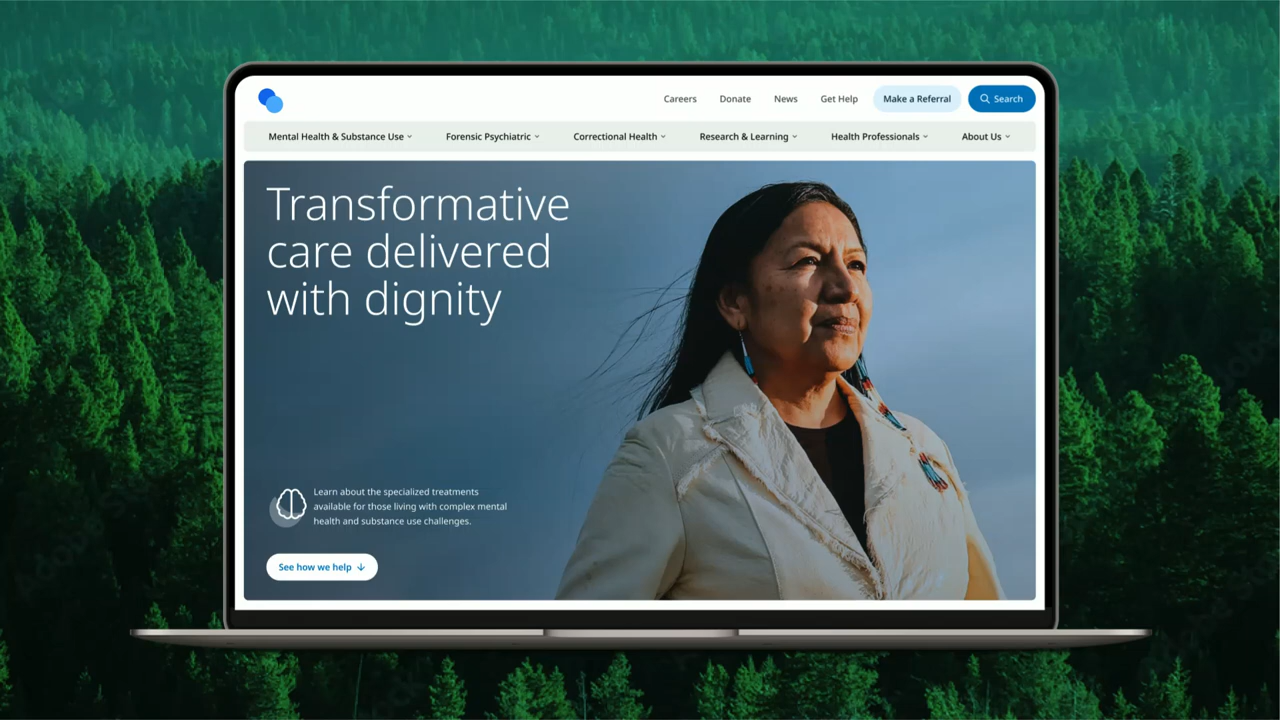 Careers
Donate
News
Get Help
Make a Referral
Search
Mental Health & Substance Use
Forensic Psychiatric
Correctional Health
Research & Learning
Health Professionals
About Us
Transformative
care delivered
with dignity
Learn about the specialized treatments
available for those living with complex mental
health and substance use challenges.
See how we help